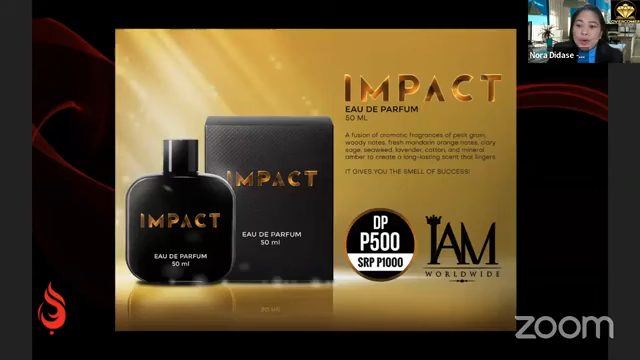 IMPACT
EAU DE PARFUM
50 ML
A fusion of aromatic fragrances of petit grain,
woody notes, fresh mandarin orange notes, clary
sage, seaweed, lavender, cotton, and mineral
amber to create a long-lasting scent that lingers
IT GIVES YOU THE SMELL OF SUCCESS!
IMPACT
EAU DE PARFUM
50 ml
IMPACT
EAU DE PARFUM
50 ml
DP
P500
SRP P1000
IAM
WORLDWIDE
Nora Didase -...
OVERCOMER
zoom